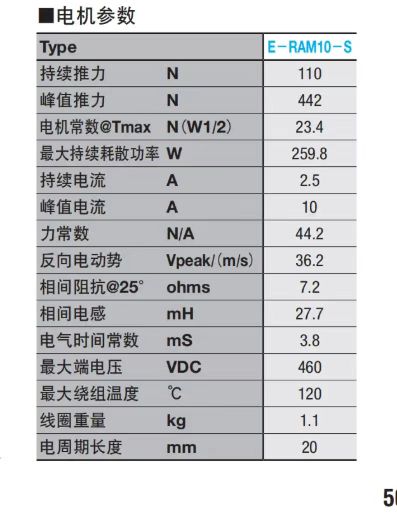 ■电机参数
Type E-RAM10-S
持续推力 N 110
峰值推力 N 442
电机常数@Tmax N(W1/2) 23.4
最大持续耗散功率 W 259.8
持续电流 A 2.5
峰值电流 A 10
力常数 N/A 44.2
反向电动势 Vpeak/(m/s) 36.2
相间阻抗@25° ohms 7.2
相间电感 mH 27.7
电气时间常数 mS 3.8
最大端电压 VDC 460
最大绕组温度 ℃ 120
线圈重量 kg 1.1
电周期长度 mm 20